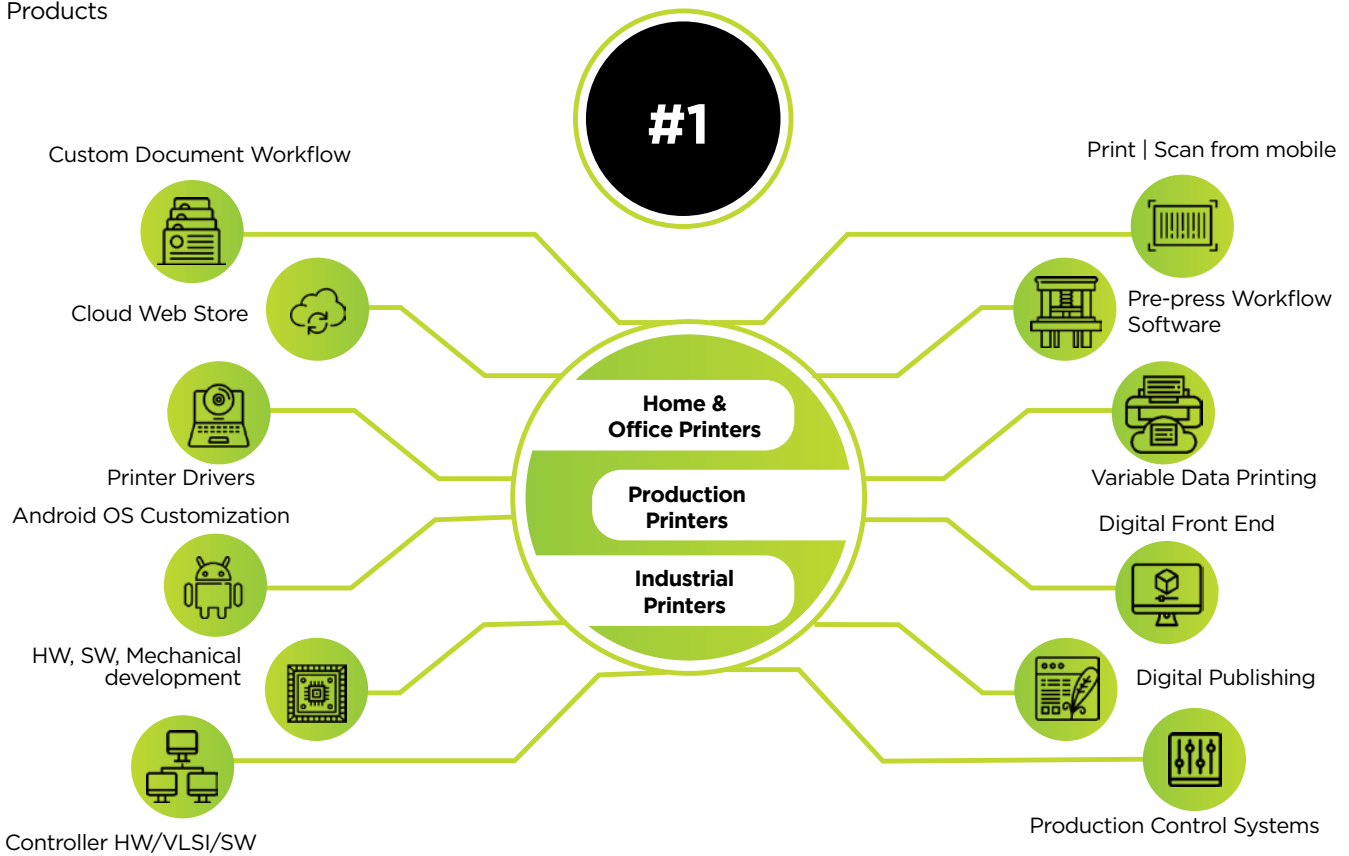 Products
#1
Custom Document Workflow
Cloud Web Store
Printer Drivers
Android OS Customization
HW, SW, Mechanical
development
Controller HW/VLSI/SW
Home &
Office Printers
Production
Printers
Industrial
Printers
Print | Scan from mobile
Pre-press Workflow
Software
Variable Data Printing
Digital Front End
Digital Publishing
Production Control Systems